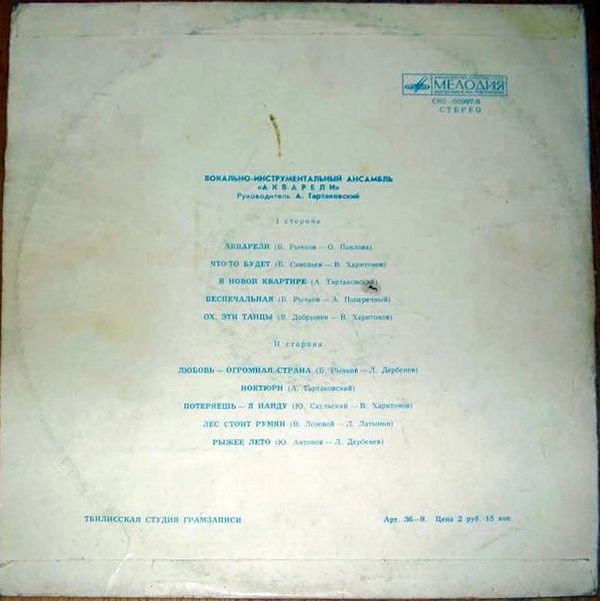 МЕЛОДИЯ
СТЕРЕО
ВОКАЛЬНО-ИНСТРУМЕНТАЛЬНЫЙ АНСАМБЛЬ
«АКВАРЕЛИ»
Руководитель А. Тартаковский
I сторона
АКВАРЕЛИ (Б. Рычков — О. Павлова)
ЧТО-ТО БУДЕТ (Б. Савельев — В. Харитонов)
В НОВОЙ КВАРТИРЕ (А. Тартаковский)
БЕСПЕЧАЛЬНАЯ (Б. Рычков — А. Поперечный)
ОХ, ЭТИ ТАНЦЫ (В. Добрынин — В. Харитонов)
II сторона
ЛЮБОВЬ — ОГРОМНАЯ СТРАНА (Б. Рычков — Л. Дербенев)
НОКТЮРН (А. Тартаковский)
ПОТЕРЯЕШЬ — Я НАЙДУ (Ю. Саульский — В. Харитонов)
ЛЕС СТОИТ РУМЯН (В. Лозовой — Л. Латынин)
РЫЖЕЕ ЛЕТО (Ю. Антонов — Л. Дербенев)
ТБИЛИССКАЯ СТУДИЯ ГРАМЗАПИСИ
Арт. 36—9. Цена 2 руб. 15 коп.